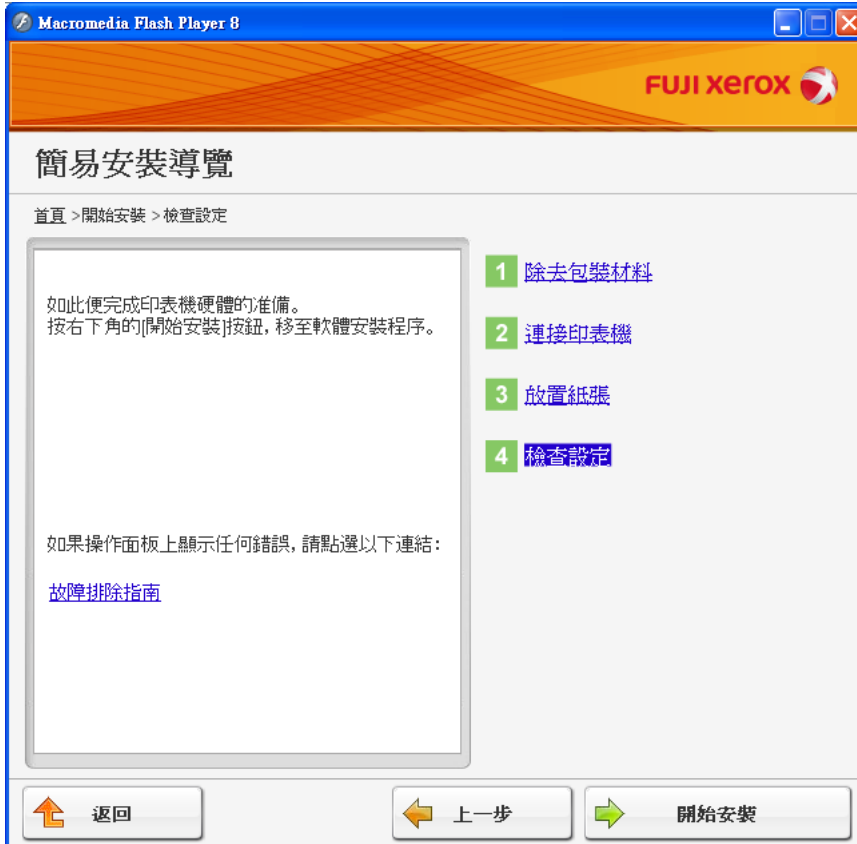 Macromedia Flash Player 8
FUJI xerox
簡易安裝導覽
首頁 >開始安裝 >檢查設定
如此便完成印表機硬體的准備。
按右下角的[開始安裝]按鈕, 移至軟體安裝程序。
如果操作面板上顯示任何錯誤, 請點選以下連結:
故障排除指南
1 除去包裝材料
2 連接印表機
3 放置紙張
4 檢查設定
返回
上一步
開始安裝